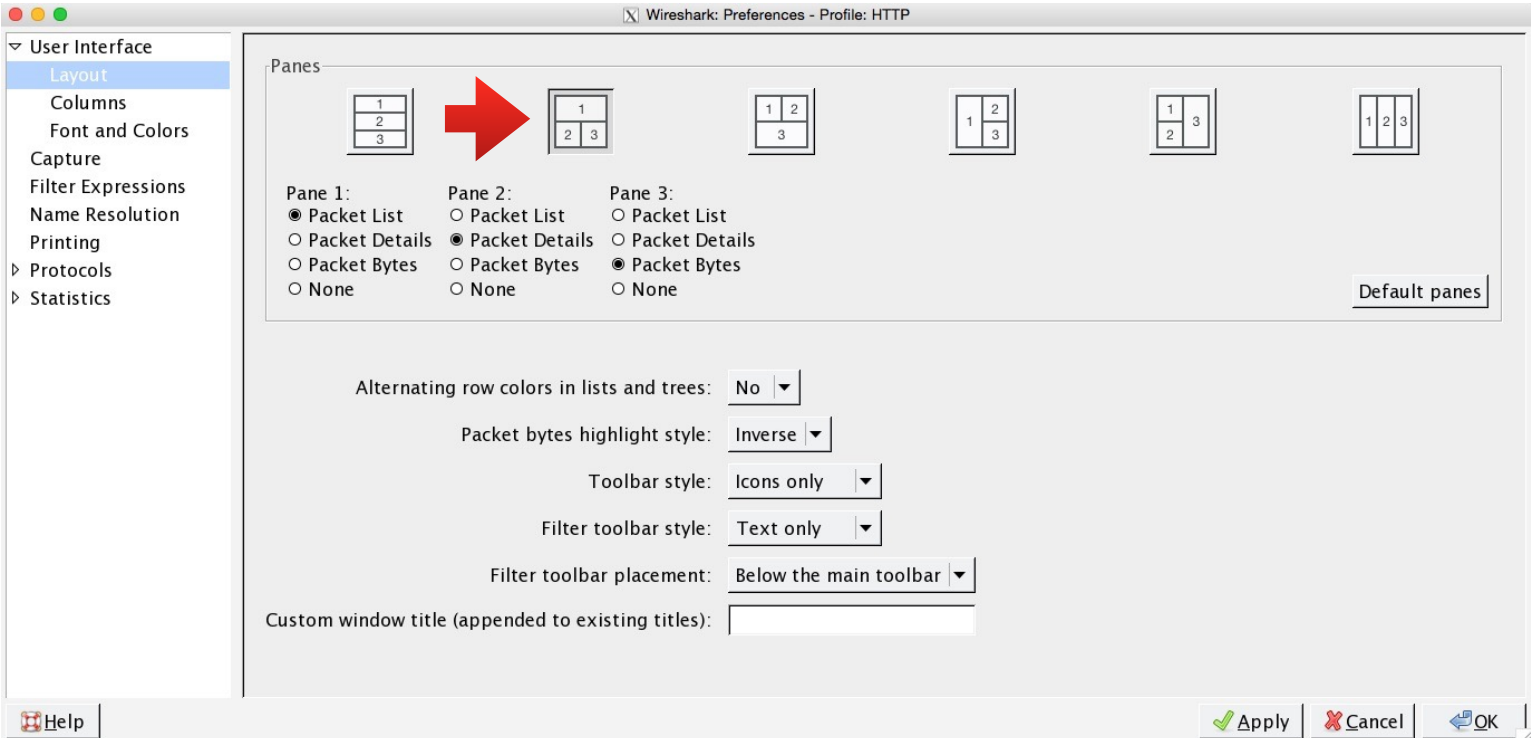 Wireshark: Preferences - Profile: HTTP
User Interface
Layout
Columns
Font and Colors
Capture
Filter Expressions
Name Resolution
Printing
Protocols
Statistics
Panes
1
2
3
1
2 3
1 2
3
1 2
3
1 3
2
1 2 3
Pane 1: Pane 2: Pane 3:
Packet List Packet List Packet List
Packet Details Packet Details Packet Details
Packet Bytes Packet Bytes Packet Bytes
None None None
Default panes
Alternating row colors in lists and trees: No
Packet bytes highlight style: Inverse
Toolbar style: Icons only
Filter toolbar style: Text only
Filter toolbar placement: Below the main toolbar
Custom window title (appended to existing titles):
Help Apply Cancel OK